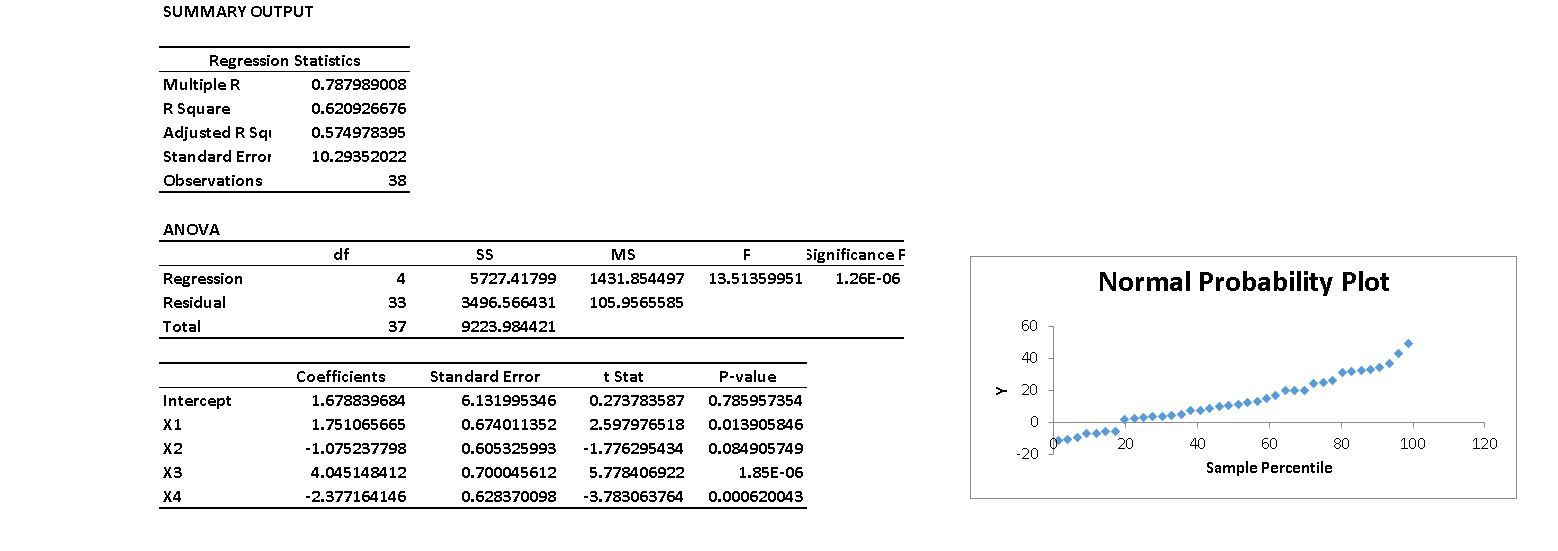 SUMMARY OUTPUT
Regression Statistics
Multiple R 0.787989008
R Square 0.620926676
Adjusted R Squ 0.574978395
Standard Error 10.29352022
Observations 38
ANOVA
df SS MS F Significance F
Regression 4 5727.41799 1431.854497 13.51359951 1.26E-06
Residual 33 3496.566431 105.9565585
Total 37 9223.984421
Coefficients Standard Error t Stat P-value
Intercept 1.678839684 6.131995346 0.273783587 0.785957354
X1 1.751065665 0.674011352 2.597976518 0.013905846
X2 -1.075237798 0.605325993 -1.776295434 0.084905749
X3 4.045148412 0.700045612 5.778406922 1.85E-06
X4 -2.377164146 0.628370098 -3.783063764 0.000620043
Normal Probability Plot
60
40
20
0
-20
Y
0 20 40 60 80 100 120
Sample Percentile